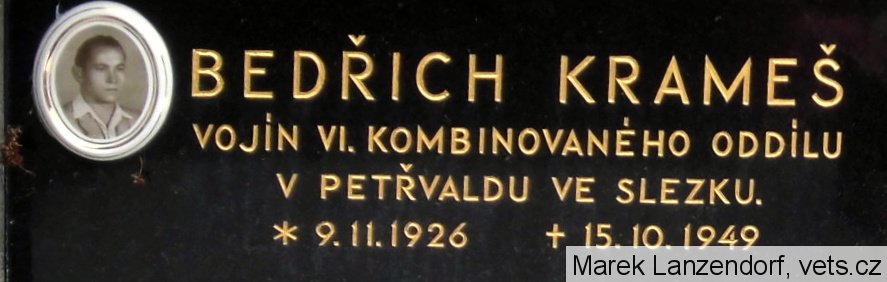 BEDŘICH KRAMEŠ
VOJÍN VI. KOMBINOVANÉHO ODDÍLU
V PETŘVALDU VE SLEZKU.
* 9.11.1926 ✝ 15.10.1949
Marek Lanzendorf, vets.cz